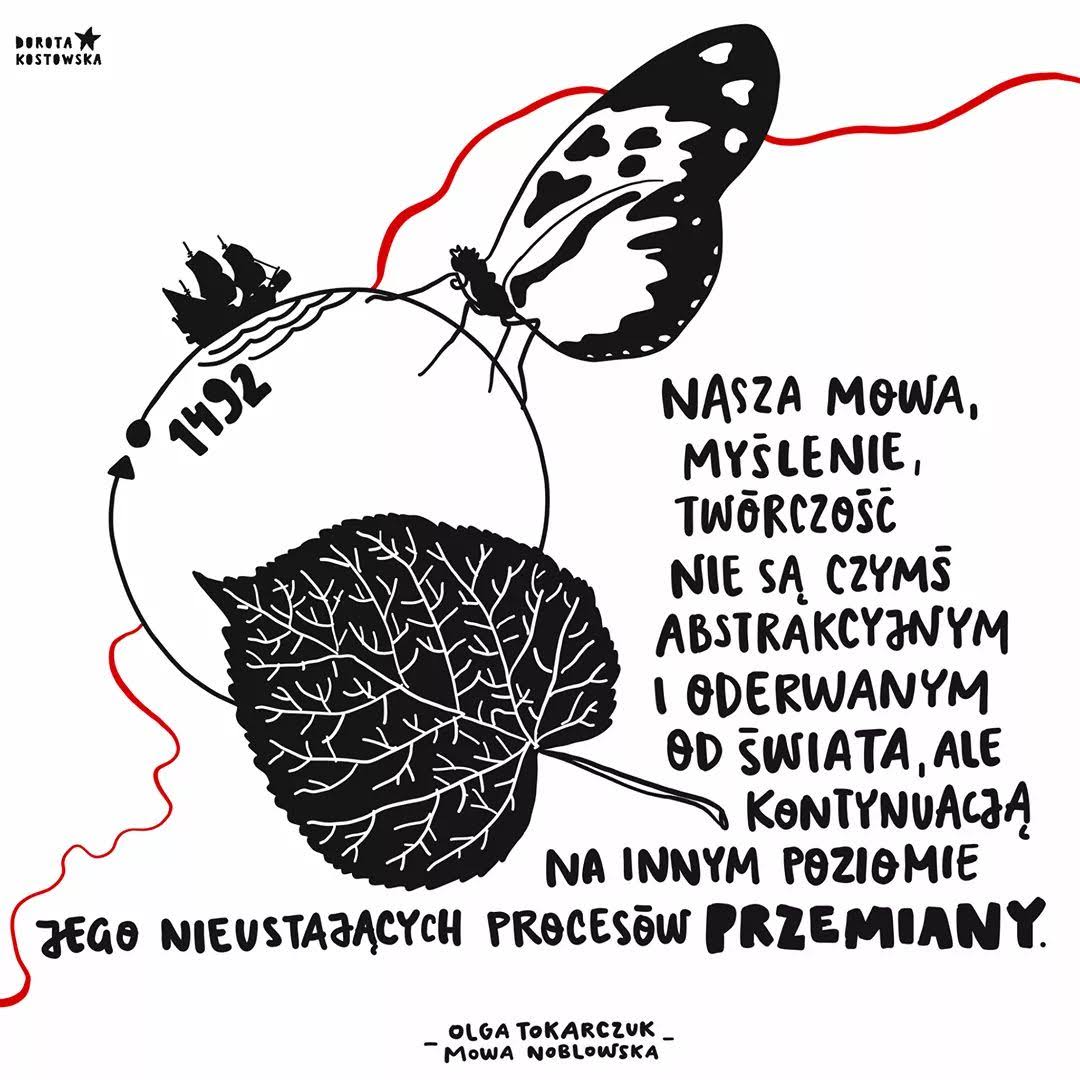 DOROTA
KOSTOWSKA
1492
NASZA MOWA,
MYŚLENIE,
TWÓRCZOŚĆ
NIE SĄ CZYMŚ
ABSTRAKCYJNYM
I ODERWANYM
OD ŚWIATA, ALE
KONTYNUACJĄ
NA INNYM POZIOMIE
JEGO NIEUSTAJĄCYCH PROCESÓW PRZEMIANY.
- OLGA TOKARCZUK -
MOWA NOBLOWSKA